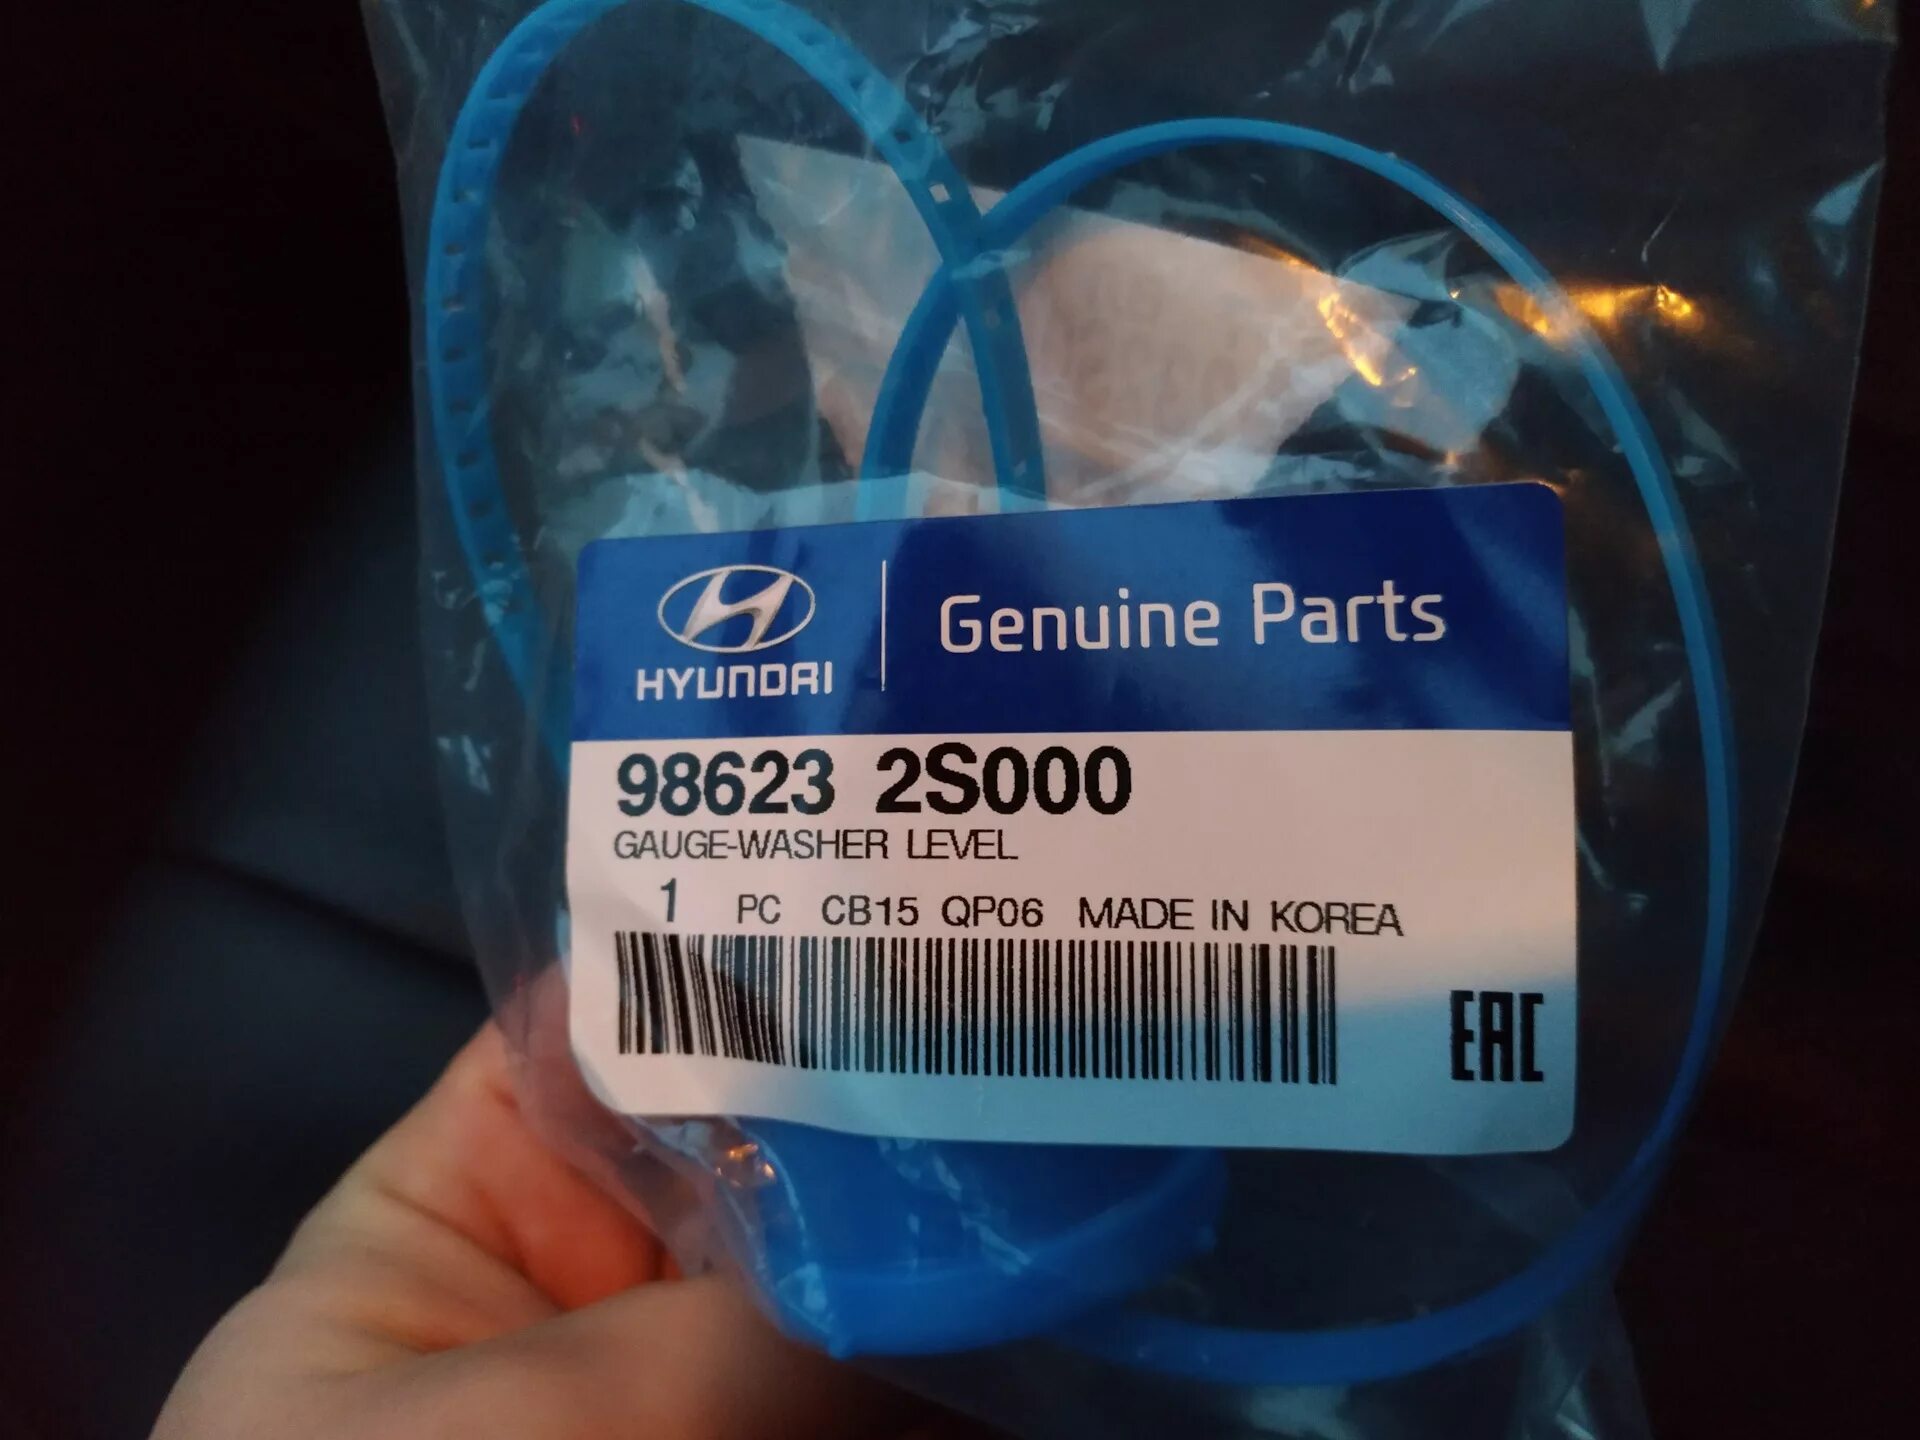 HYUNDAI
Genuine Parts
98623 2S000
GAUGE-WASHER LEVEL
1 PC CB15 QP06 MADE IN KOREA
EAC